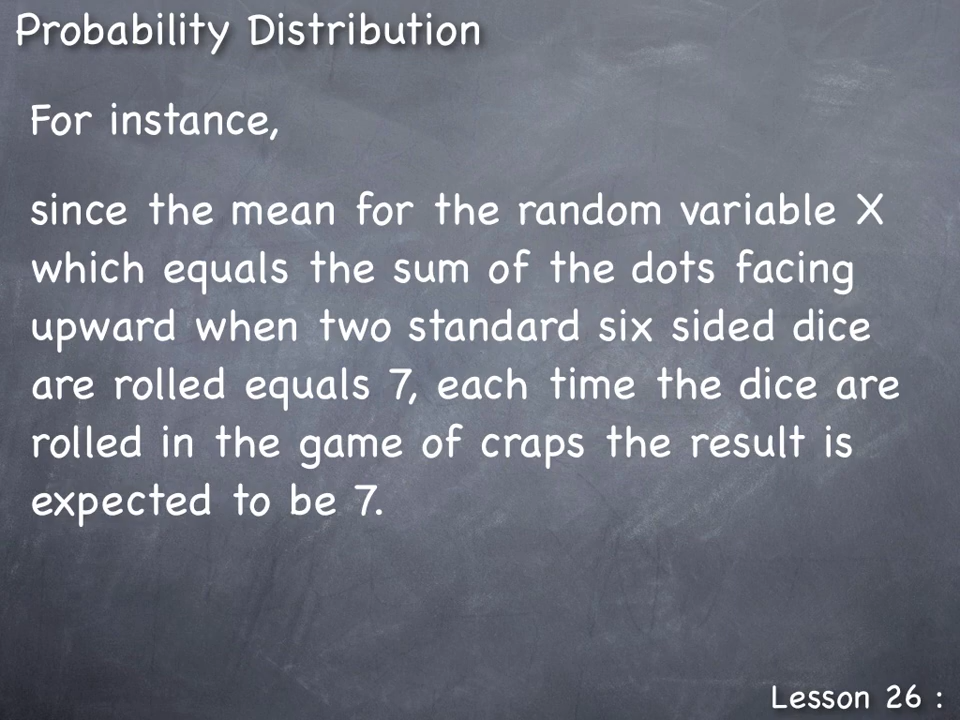 Probability Distribution
For instance,
since the mean for the random variable X
which equals the sum of the dots facing
upward when two standard six sided dice
are rolled equals 7, each time the dice are
rolled in the game of craps the result is
expected to be 7.
Lesson 26 :